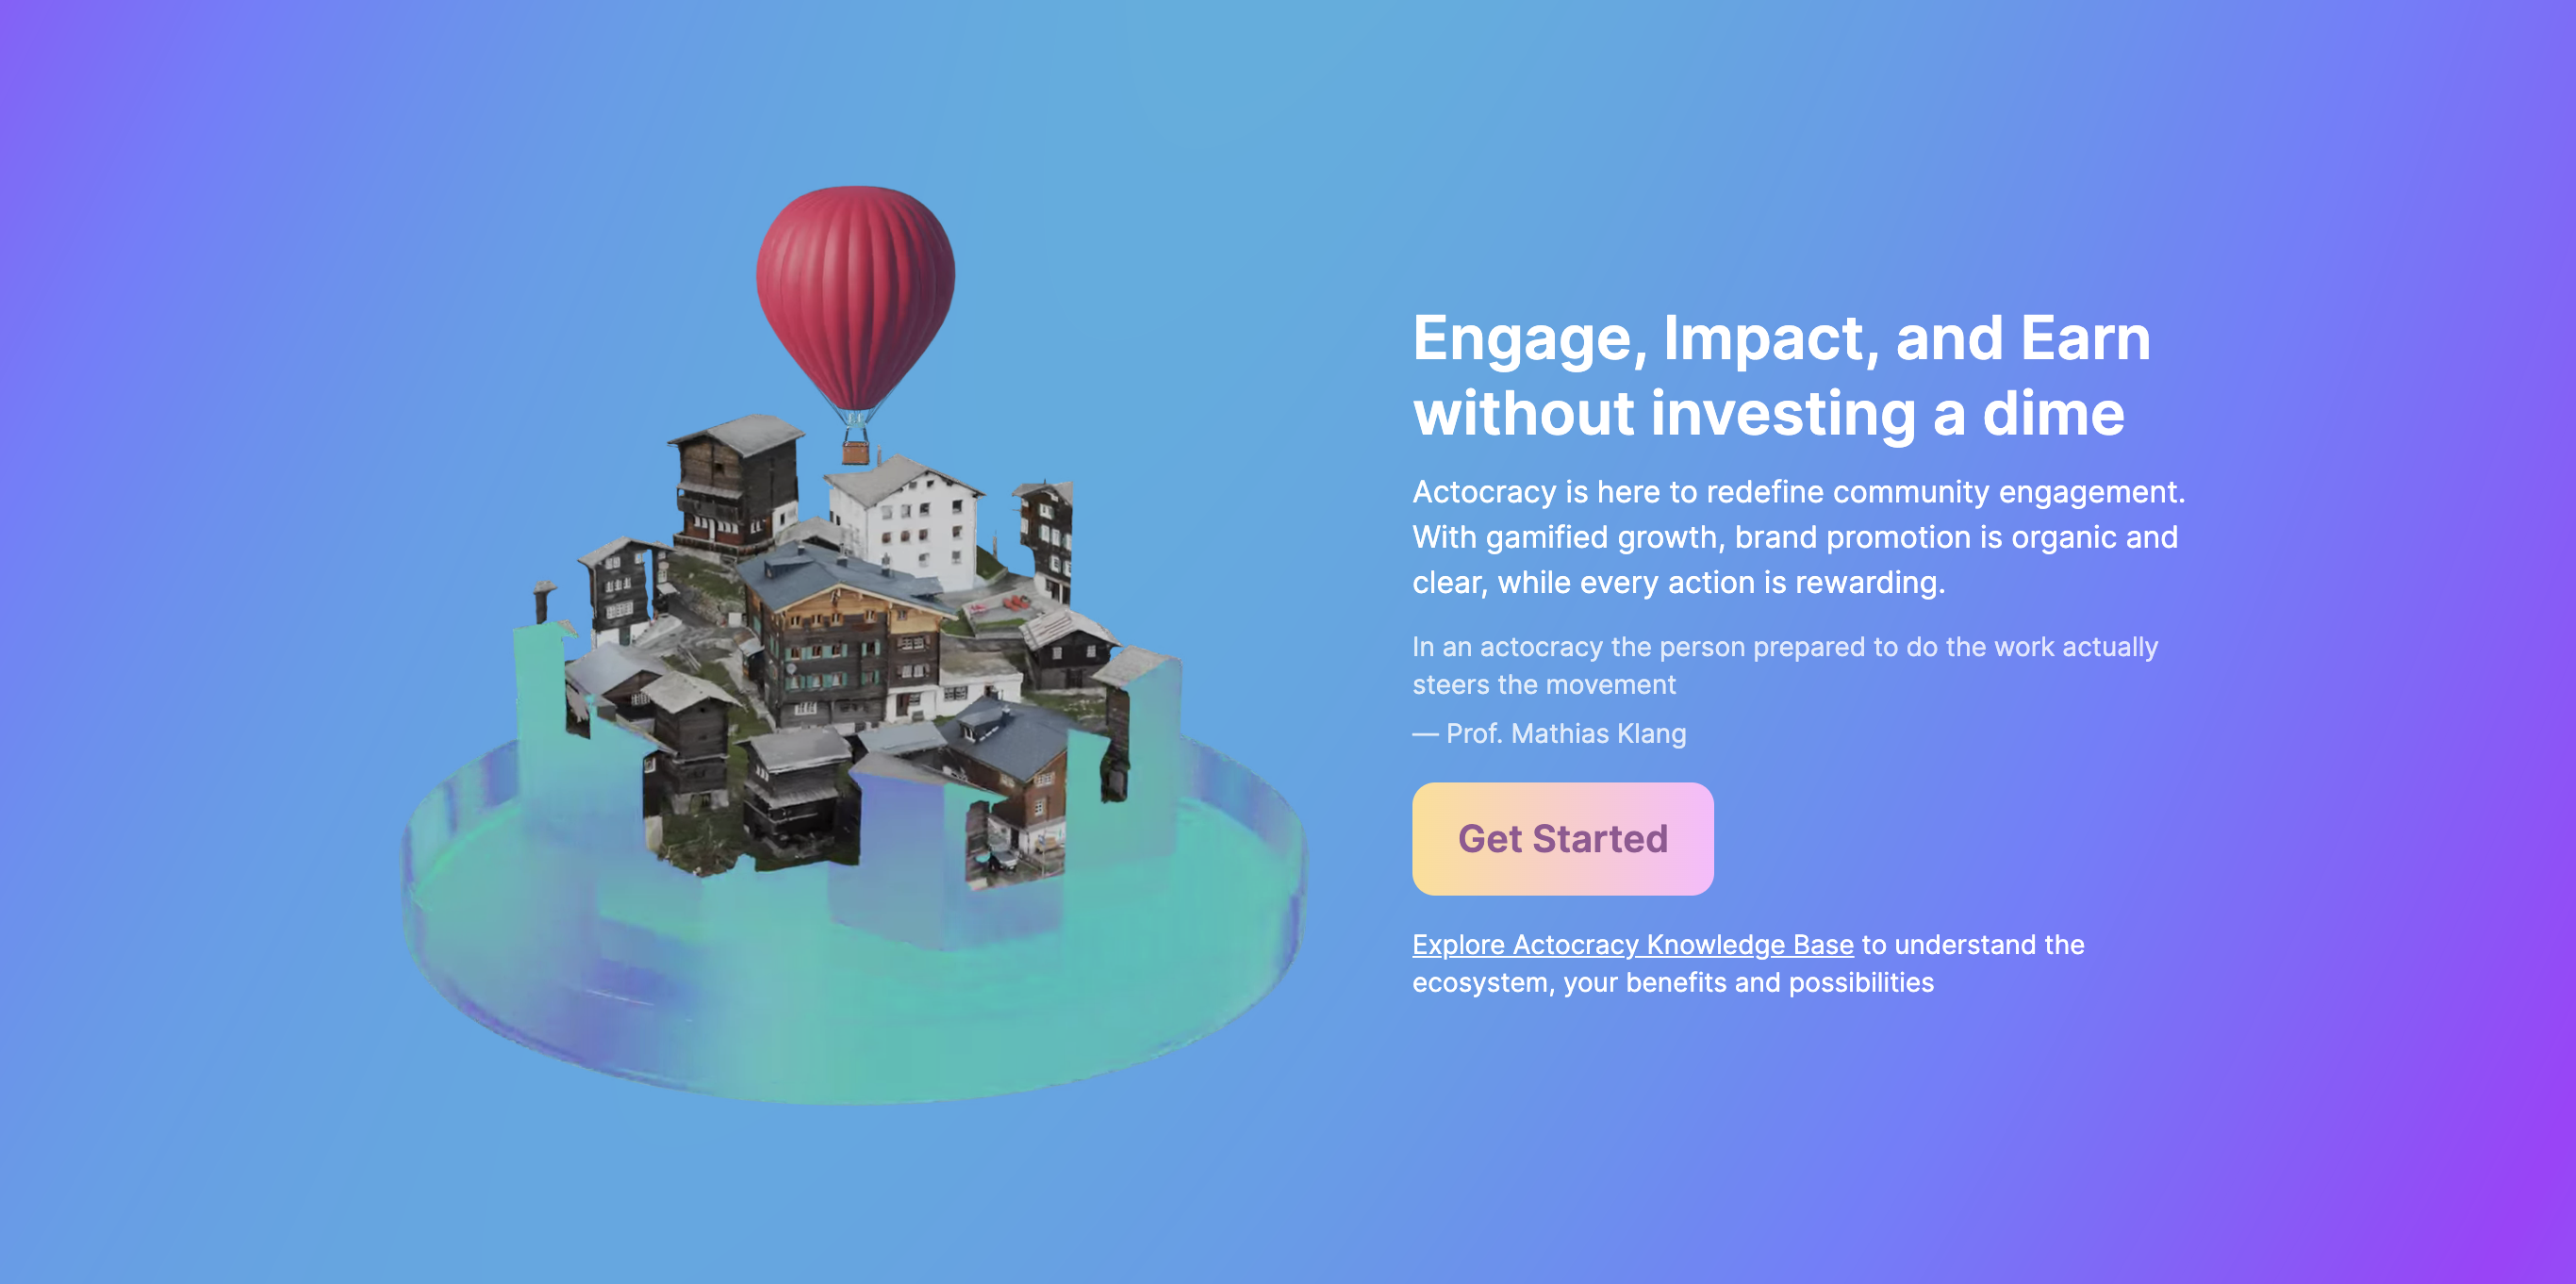 Engage, Impact, and Earn
without investing a dime
Actocracy is here to redefine community engagement.
With gamified growth, brand promotion is organic and
clear, while every action is rewarding.
In an actocracy the person prepared to do the work actually
steers the movement
— Prof. Mathias Klang
Get Started
Explore Actocracy Knowledge Base to understand the
ecosystem, your benefits and possibilities